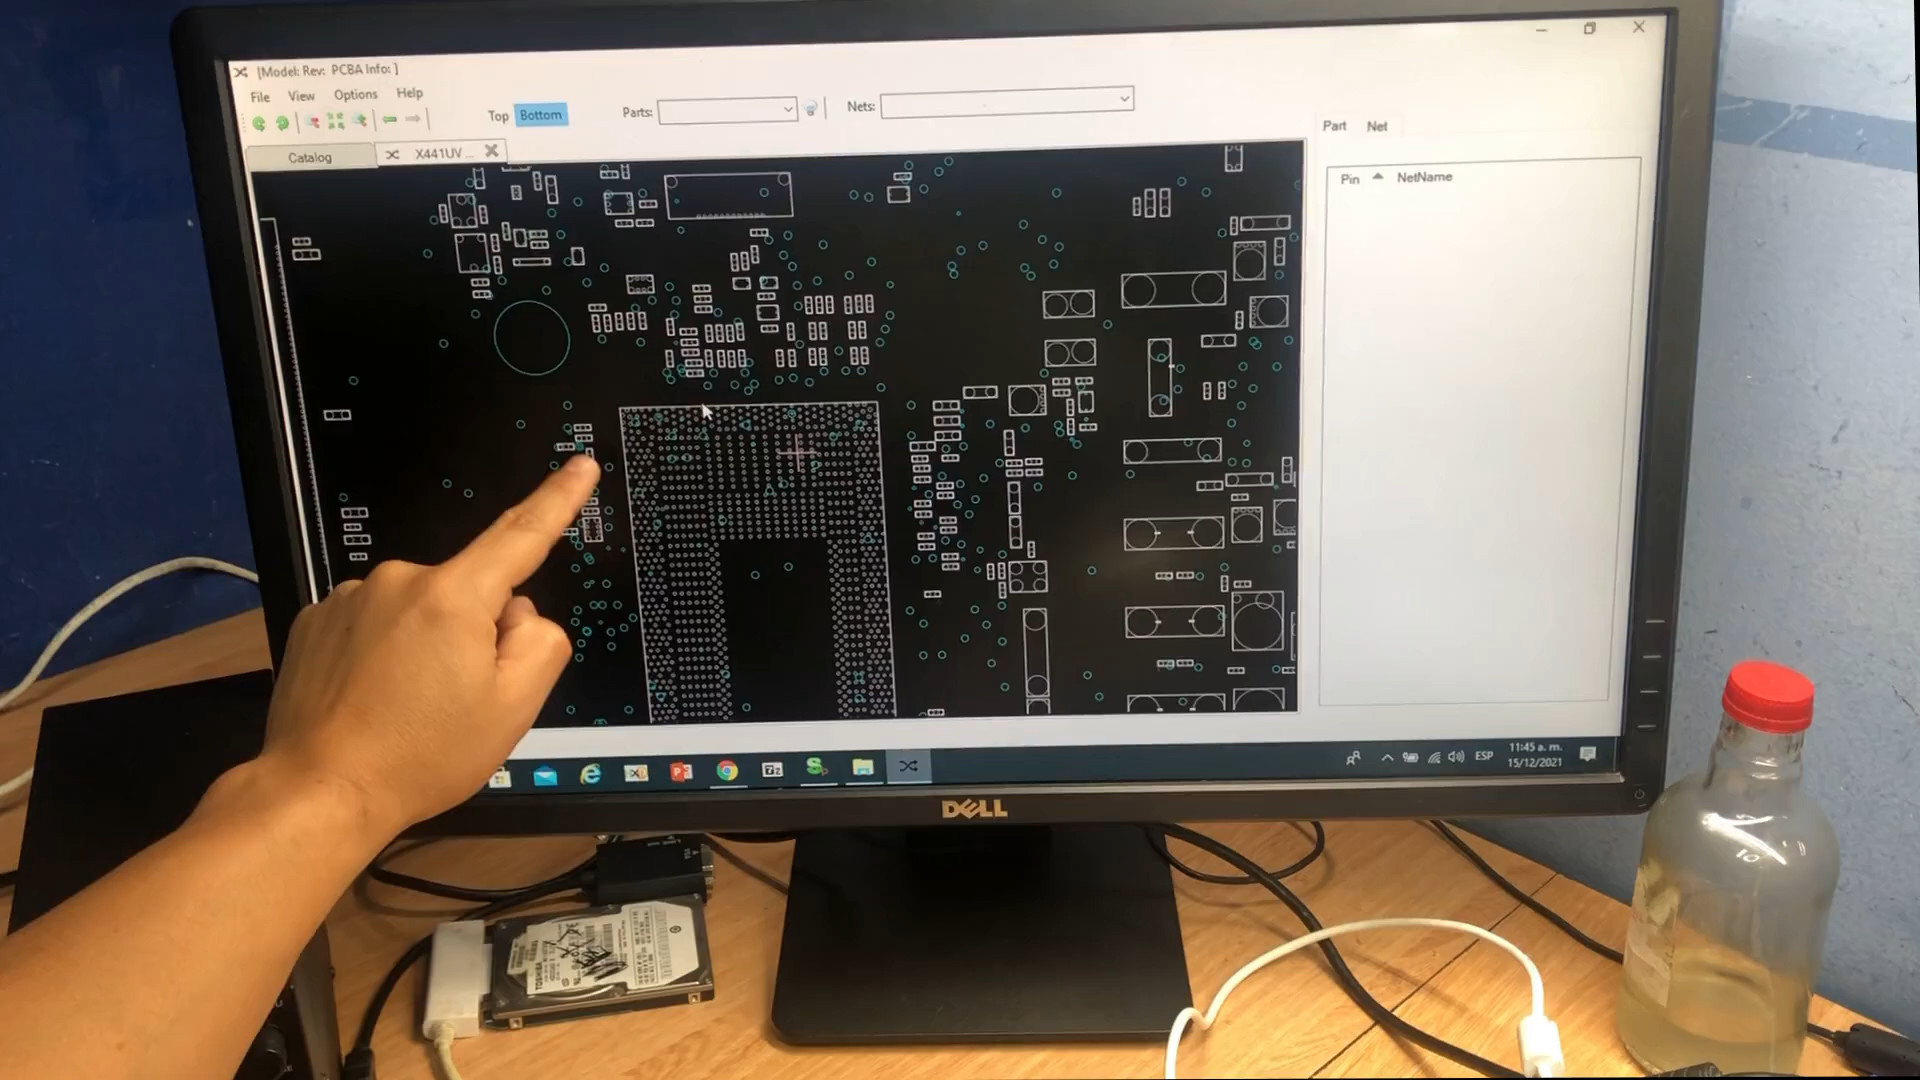 [Model: Rev: PCBA Info: ]
File View Options Help
Top Bottom Parts: Nets:
Part Net
Catalog X441UV ...
Pin NetName
ESP
11:45 a. m.
15/12/2021
DELL
TOSHIBA